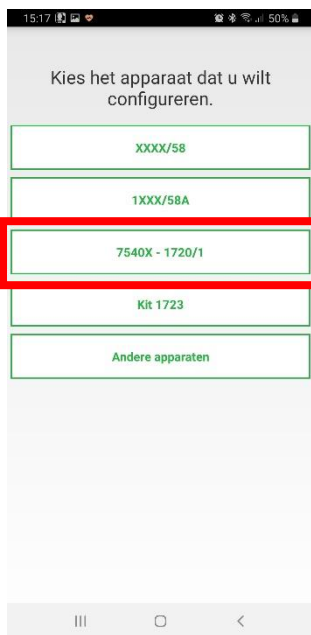 15:17 50%
Kies het apparaat dat u wilt
configureren.
XXXX/58
1XXX/58A
7540X - 1720/1
Kit 1723
Andere apparaten